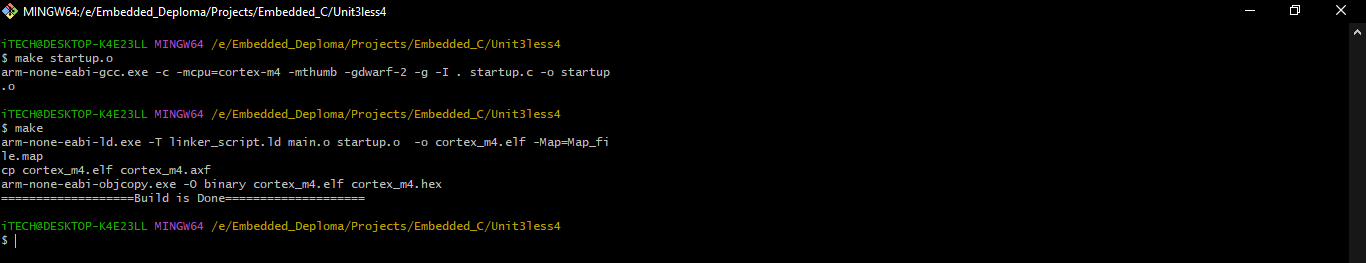 MINGW64:/e/Embedded_Deploma/Projects/Embedded_C/Unit3less4
iTECH@DESKTOP-K4E23LL MINGW64 /e/Embedded_Deploma/Projects/Embedded_C/Unit3less4
$ make startup.o
arm-none-eabi-gcc.exe -c -mcpu=cortex-m4 -mthumb -gdwarf-2 -g -I . startup.c -o startup
.o
iTECH@DESKTOP-K4E23LL MINGW64 /e/Embedded_Deploma/Projects/Embedded_C/Unit3less4
$ make
arm-none-eabi-ld.exe -T linker_script.ld main.o startup.o  -o cortex_m4.elf -Map=Map_fi
le.map
cp cortex_m4.elf cortex_m4.axf
arm-none-eabi-objcopy.exe -O binary cortex_m4.elf cortex_m4.hex
===================Build is Done====================
iTECH@DESKTOP-K4E23LL MINGW64 /e/Embedded_Deploma/Projects/Embedded_C/Unit3less4
$